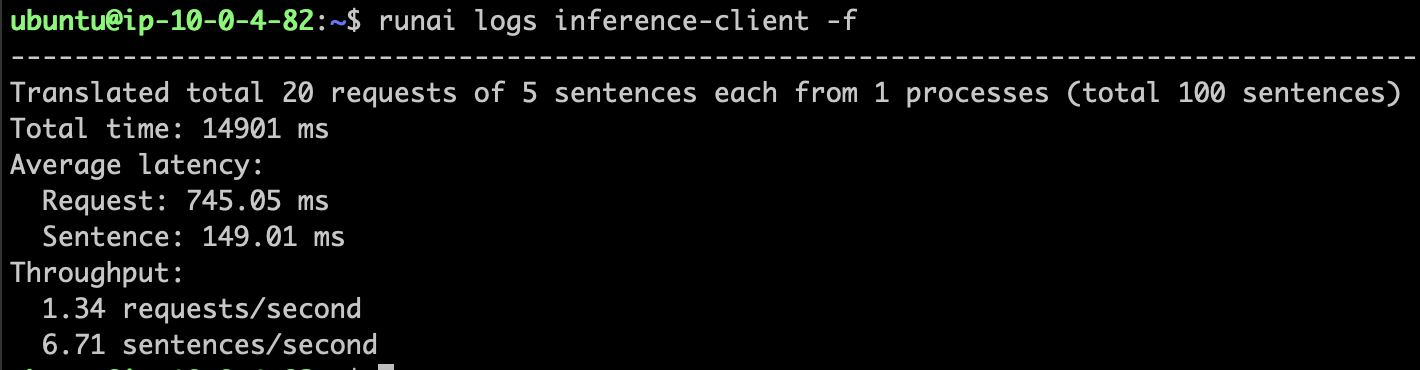 ubuntu@ip-10-0-4-82:~$ runai logs inference-client -f
----------------------------------------------------------------------------------------
Translated total 20 requests of 5 sentences each from 1 processes (total 100 sentences)
Total time: 14901 ms
Average latency:
  Request: 745.05 ms
  Sentence: 149.01 ms
Throughput:
  1.34 requests/second
  6.71 sentences/second